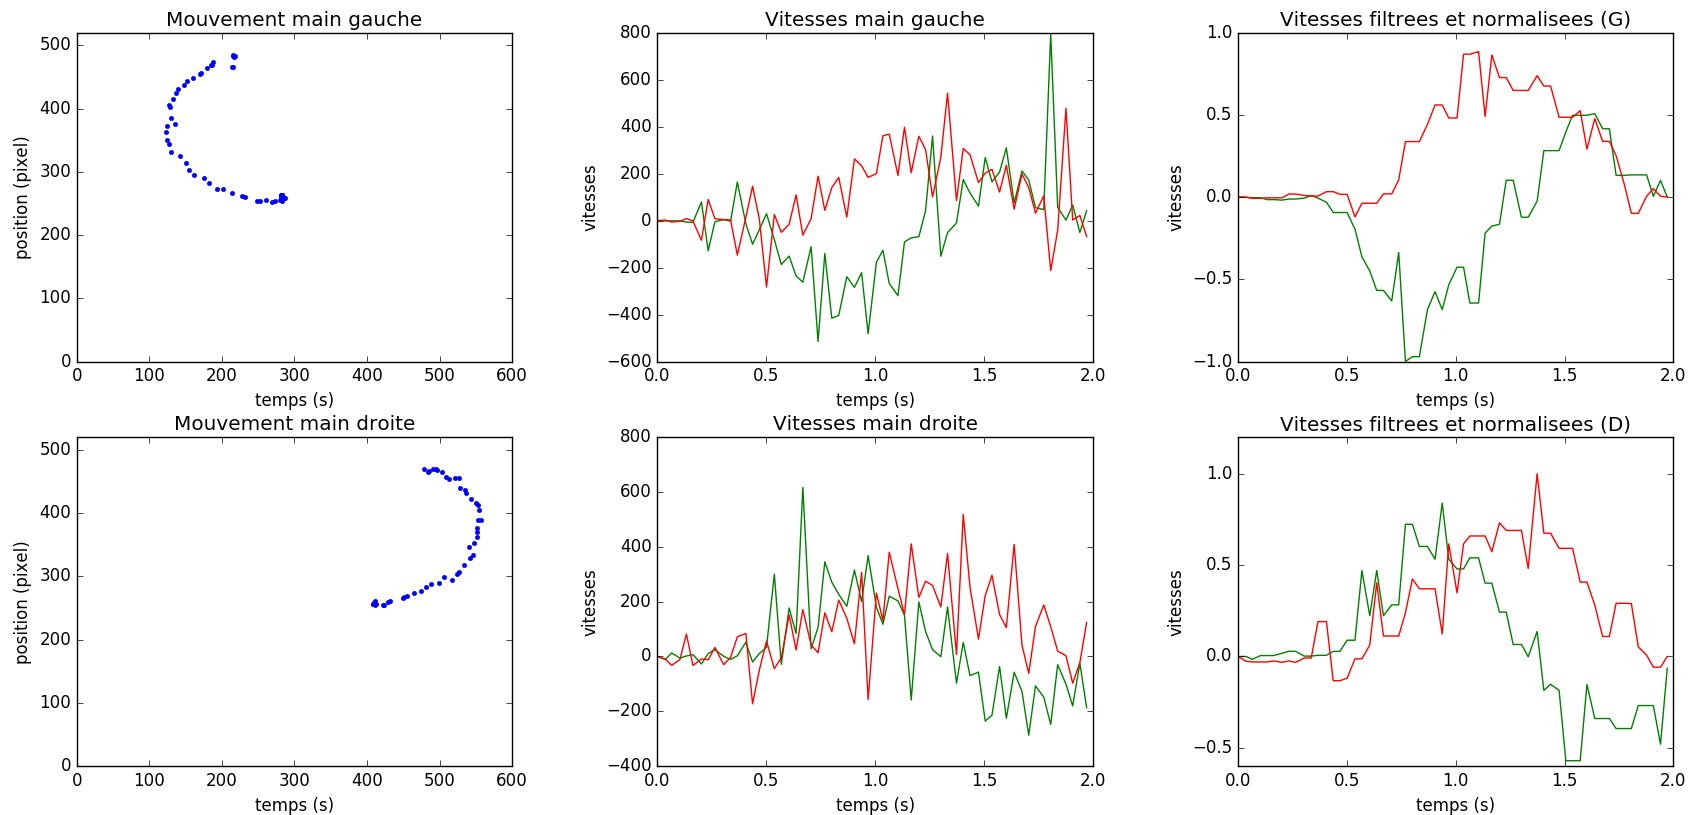 Mouvement main gauche
position (pixel)
500
400
300
200
100
0
0 100 200 300 400 500 600
temps (s)
Vitesses main gauche
vitesses
800
600
400
200
0
−200
−400
−600
0.0 0.5 1.0 1.5 2.0
temps (s)
Vitesses filtrees et normalisees (G)
vitesses
1.0
0.5
0.0
−0.5
−1.0
0.0 0.5 1.0 1.5 2.0
temps (s)
Mouvement main droite
position (pixel)
500
400
300
200
100
0
0 100 200 300 400 500 600
temps (s)
Vitesses main droite
vitesses
800
600
400
200
0
−200
−400
0.0 0.5 1.0 1.5 2.0
temps (s)
Vitesses filtrees et normalisees (D)
vitesses
1.0
0.5
0.0
−0.5
0.0 0.5 1.0 1.5 2.0
temps (s)